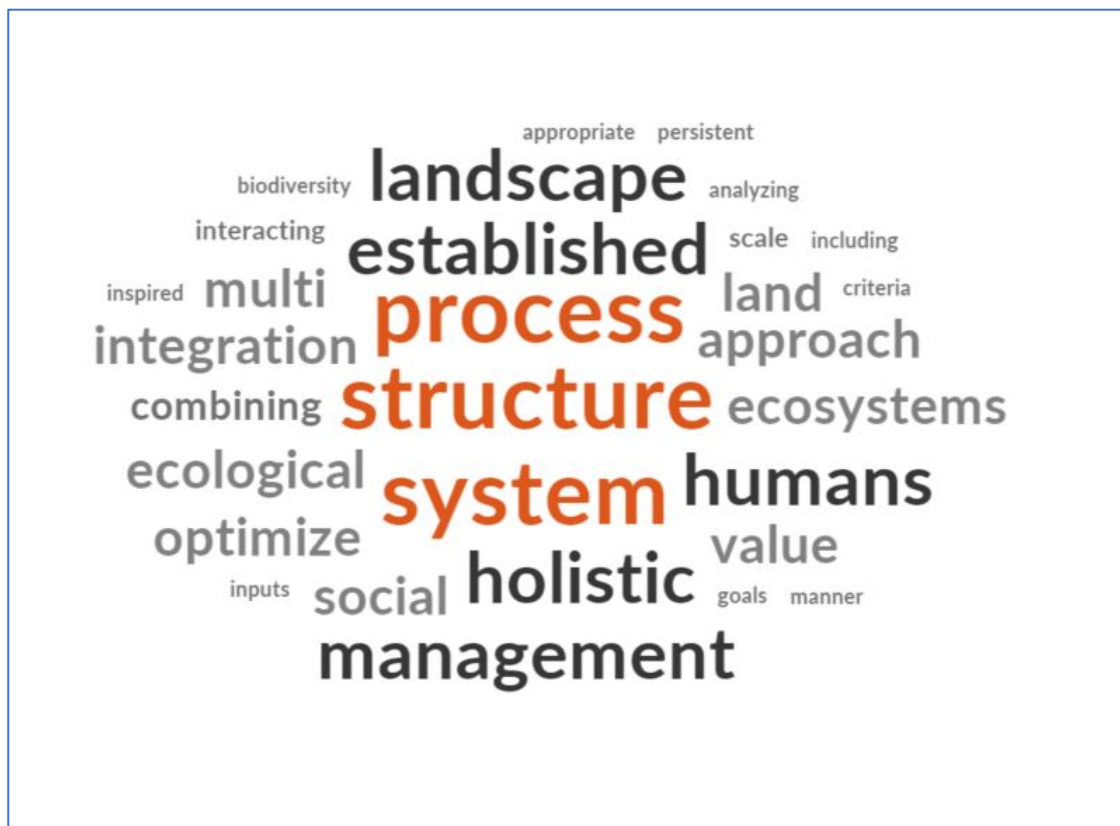 appropriate persistent
biodiversity landscape analyzing
interacting established scale including
inspired multi process land criteria
integration approach
combining structure ecosystems
ecological system humans
optimize value
inputs social holistic goals manner
management